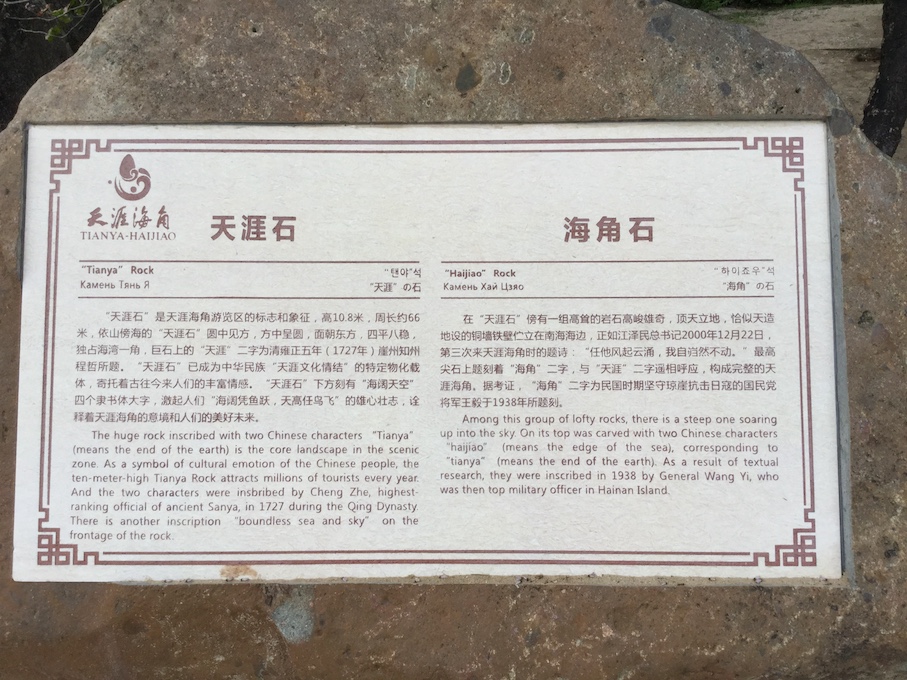 天涯海角
TIANYA-HAIJIAO
天涯石
"Tianya" Rock
"톈야"석
Камень Тянь Я
"天涯" の石
"天涯石" 是天涯海角游览区的标志和象征，高10.8米，周长约66
米，依山傍海的 "天涯石" 圆中见方，方中呈圆，面朝东方，四平八稳，
独占海湾一角，巨石上的 "天涯" 二字为清雍正五年（1727年）崖州知州
程哲所题。 "天涯石" 已成为中华民族 "天涯文化情结" 的特定物化载
体，寄托着古往今来人们的丰富情感。 "天涯石" 下方刻有 "海阔天空"
四个隶书体大字，激起人们 "海阔凭鱼跃，天高任鸟飞" 的雄心壮志，诠
释着天涯海角的意境和人们的美好未来。
The huge rock inscribed with two Chinese characters "Tianya"
(means the end of the earth) is the core landscape in the scenic
zone. As a symbol of cultural emotion of the Chinese people, the
ten-meter-high Tianya Rock attracts millions of tourists every year.
And the two characters were insbribed by Cheng Zhe, highest-
ranking official of ancient Sanya, in 1727 during the Qing Dynasty.
There is another inscription "boundless sea and sky" on the
frontage of the rock.
海角石
"Haijiao" Rock
"하이죠우"석
Камень Хай Цзяо
"海角" の石
在 "天涯石" 傍有一组高耸的岩石高峻雄奇，顶天立地，恰似天造
地设的铜墙铁壁伫立在南海海边，正如江泽民总书记2000年12月22日，
第三次来天涯海角时的题诗： "任他风起云涌，我自岿然不动。" 最高
尖石上题刻着 "海角" 二字，与 "天涯" 二字遥相呼应，构成完整的天
涯海角。据考证， "海角" 二字为民国时期坚守琼崖抗击日寇的国民党
将军王毅于1938年所题刻。
Among this group of lofty rocks, there is a steep one soaring
up into the sky. On its top was carved with two Chinese characters
"haijiao" (means the edge of the sea), corresponding to
"tianya" (means the end of the earth). As a result of textual
research, they were inscribed in 1938 by General Wang Yi, who
was then top military officer in Hainan Island.